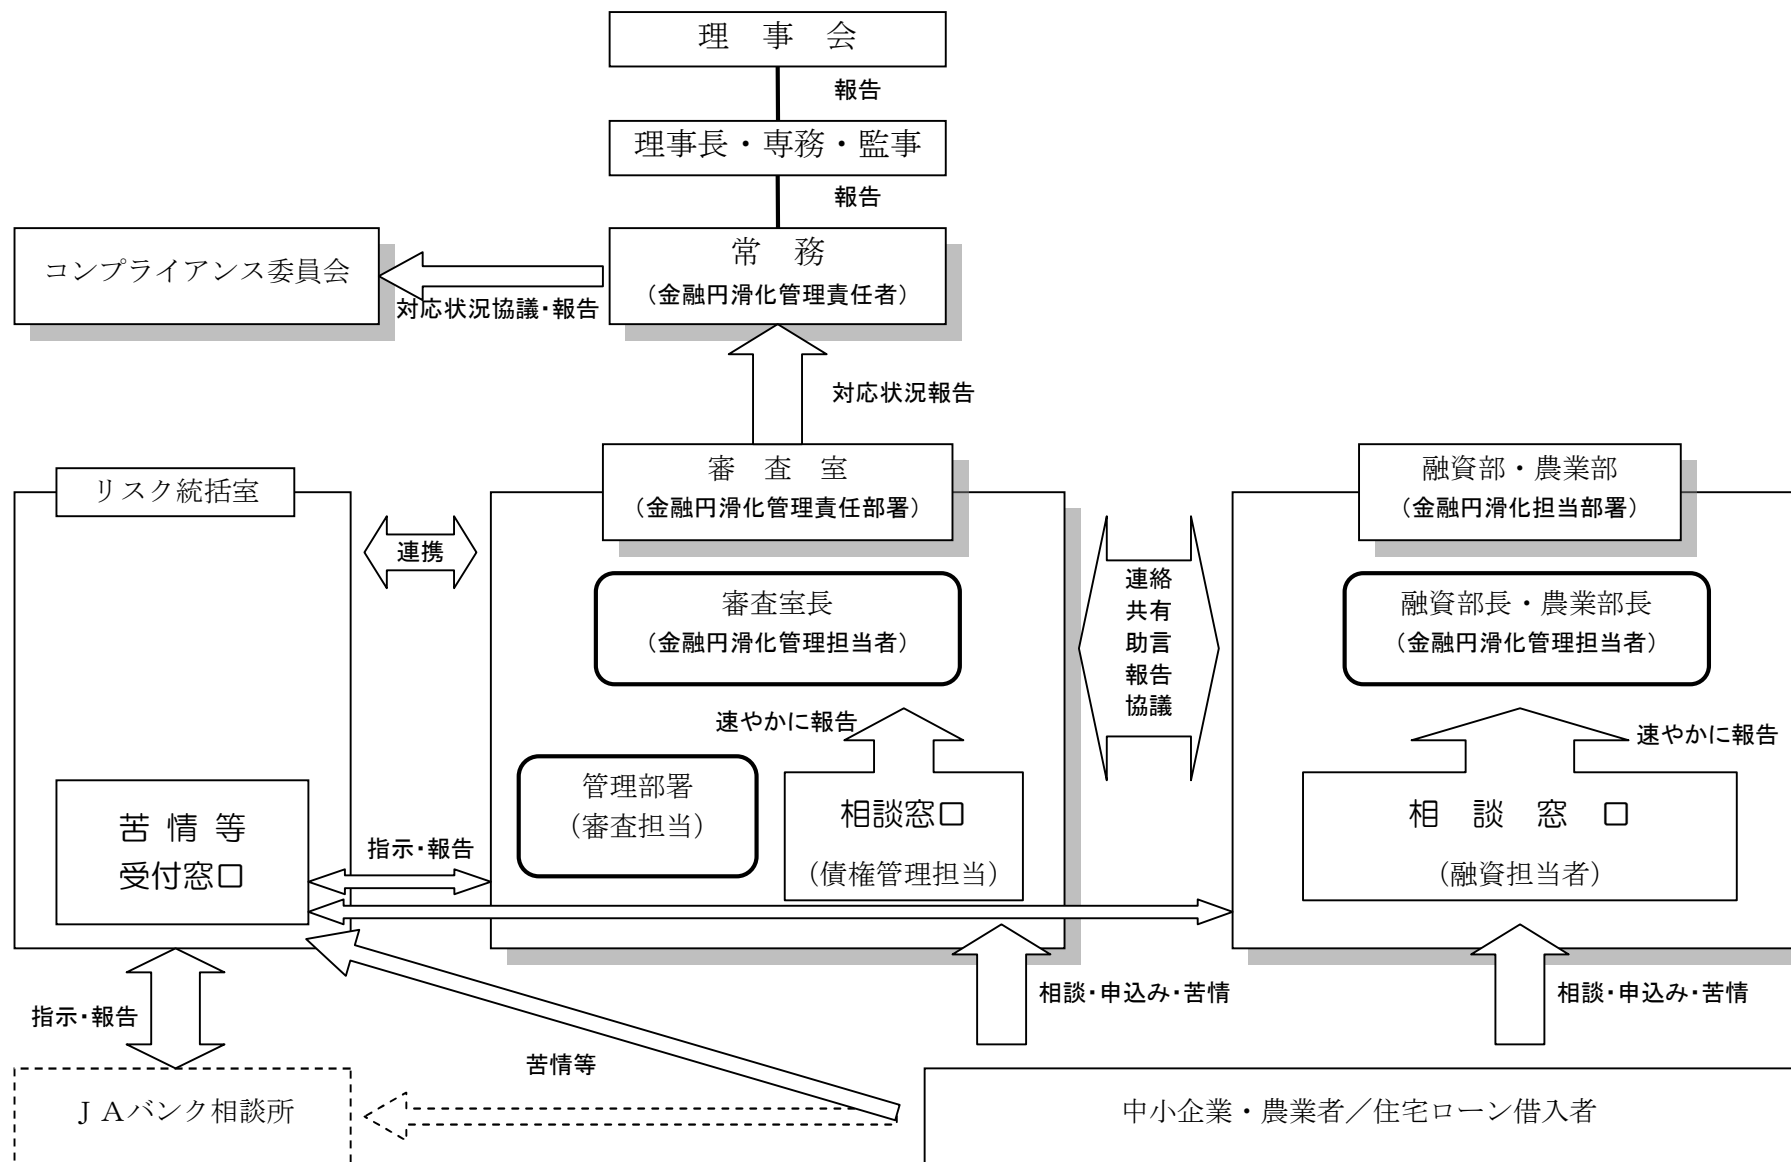 理　事　会
報告
理事長・専務・監事
報告
常　務
（金融円滑化管理責任者）
コンプライアンス委員会
対応状況協議・報告
対応状況報告
リスク統括室
審　査　室
（金融円滑化管理責任部署）
融資部・農業部
（金融円滑化担当部署）
連携
審査室長
（金融円滑化管理担当者）
連絡
共有
助言
報告
協議
融資部長・農業部長
（金融円滑化管理担当者）
速やかに報告
速やかに報告
管理部署
（審査担当）
相談窓口
（債権管理担当）
相　談　窓　口
（融資担当者）
苦 情 等
受付窓口
指示・報告
指示・報告
相談・申込み・苦情
相談・申込み・苦情
苦情等
ＪＡバンク相談所
中小企業・農業者／住宅ローン借入者